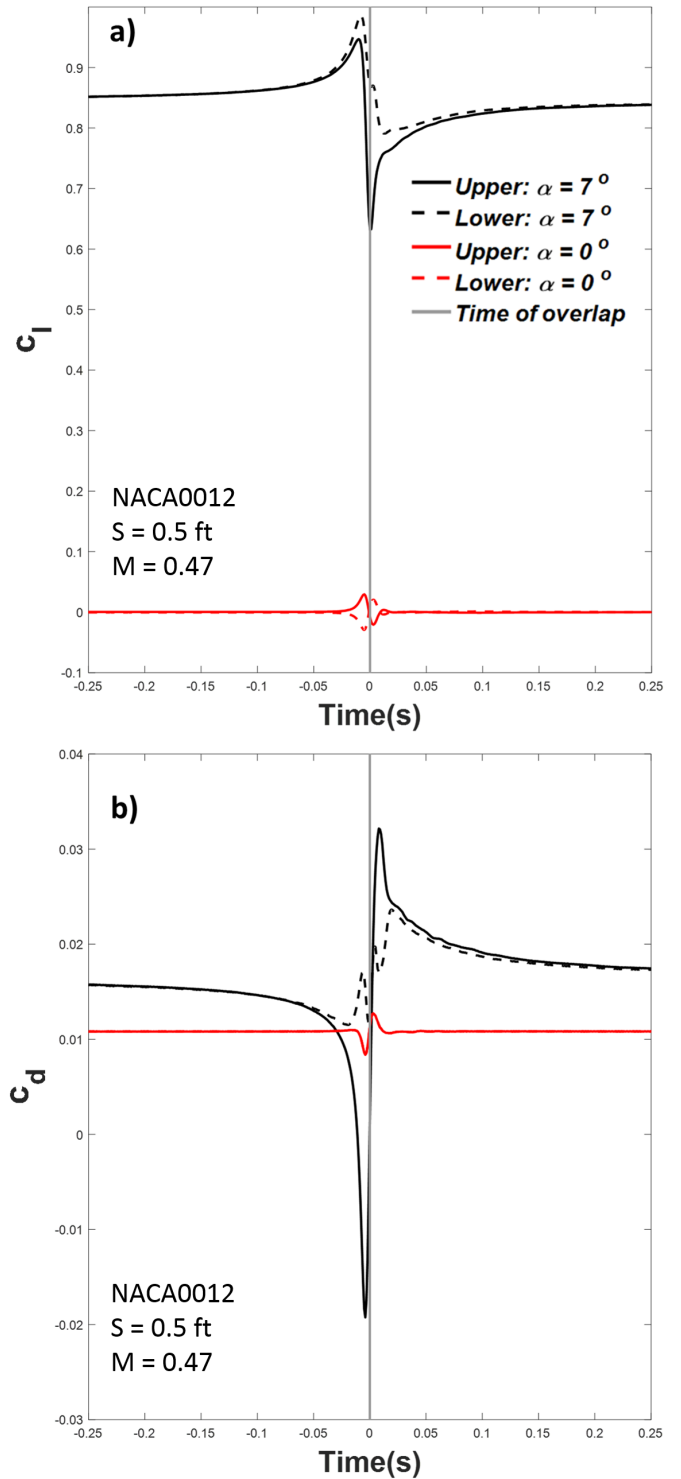 a)
0.9
0.8
0.7
0.6
0.5
0.4
0.3
0.2
0.1
0
-0.1
cl
Upper: α = 7 o
Lower: α = 7 o
Upper: α = 0 o
Lower: α = 0 o
Time of overlap
NACA0012
S = 0.5 ft
M = 0.47
-0.25 -0.2 -0.15 -0.1 -0.05 0 0.05 0.1 0.15 0.2 0.25
Time(s)
b)
0.04
0.03
0.02
0.01
0
-0.01
-0.02
-0.03
cd
NACA0012
S = 0.5 ft
M = 0.47
-0.25 -0.2 -0.15 -0.1 -0.05 0 0.05 0.1 0.15 0.2 0.25
Time(s)